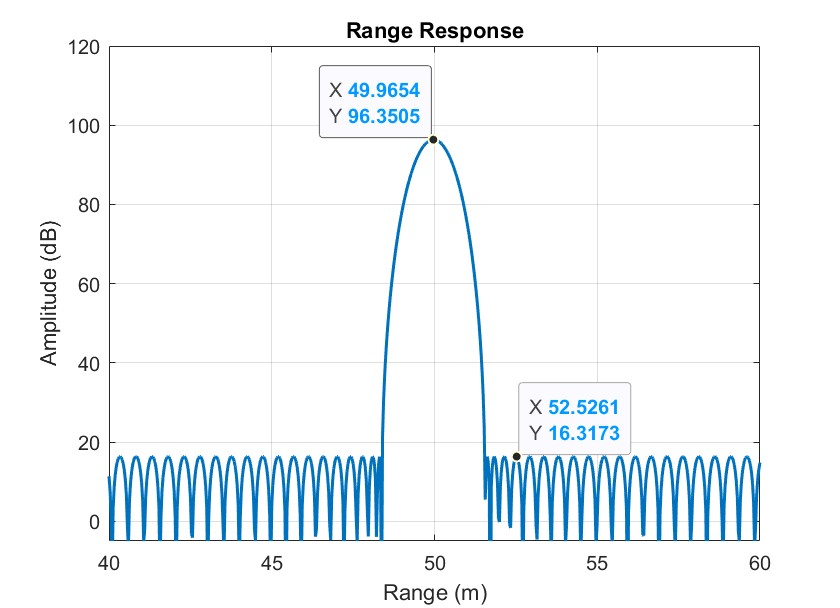 Range Response
120
100
80
60
40
20
0
Amplitude (dB)
X 49.9654
Y 96.3505
X 52.5261
Y 16.3173
40
45
50
55
60
Range (m)